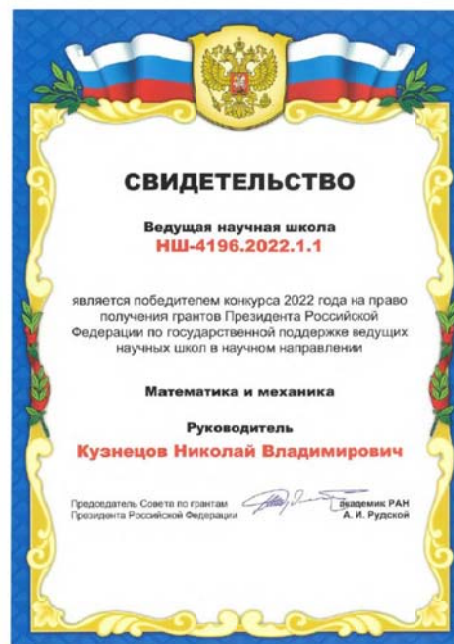 СВИДЕТЕЛЬСТВО
Ведущая научная школа
НШ-4196.2022.1.1
является победителем конкурса 2022 года на право
получения грантов Президента Российской
Федерации по государственной поддержке ведущих
научных школ в научном направлении
Математика и механика
Руководитель
Кузнецов Николай Владимирович
Председатель Совета по грантам
Президента Российской Федерации
академик РАН
А. И. Рудской